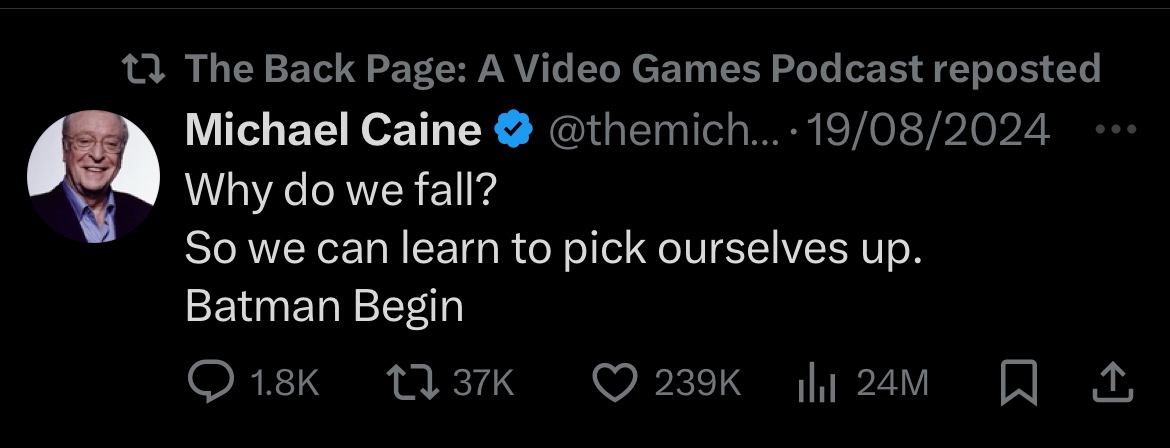 The Back Page: A Video Games Podcast reposted
Michael Caine @themich... · 19/08/2024
Why do we fall?
So we can learn to pick ourselves up.
Batman Begin
1.8K 37K 239K 24M